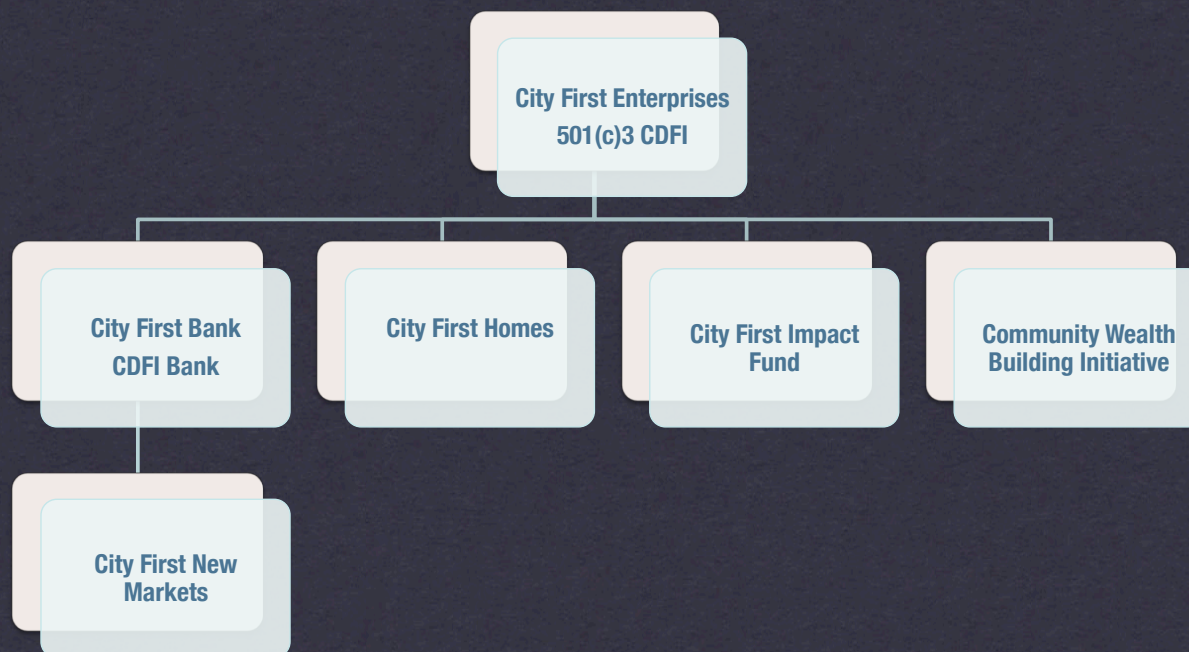 City First Enterprises
501(c)3 CDFI
City First Bank
CDFI Bank
City First Homes
City First Impact
Fund
Community Wealth
Building Initiative
City First New
Markets